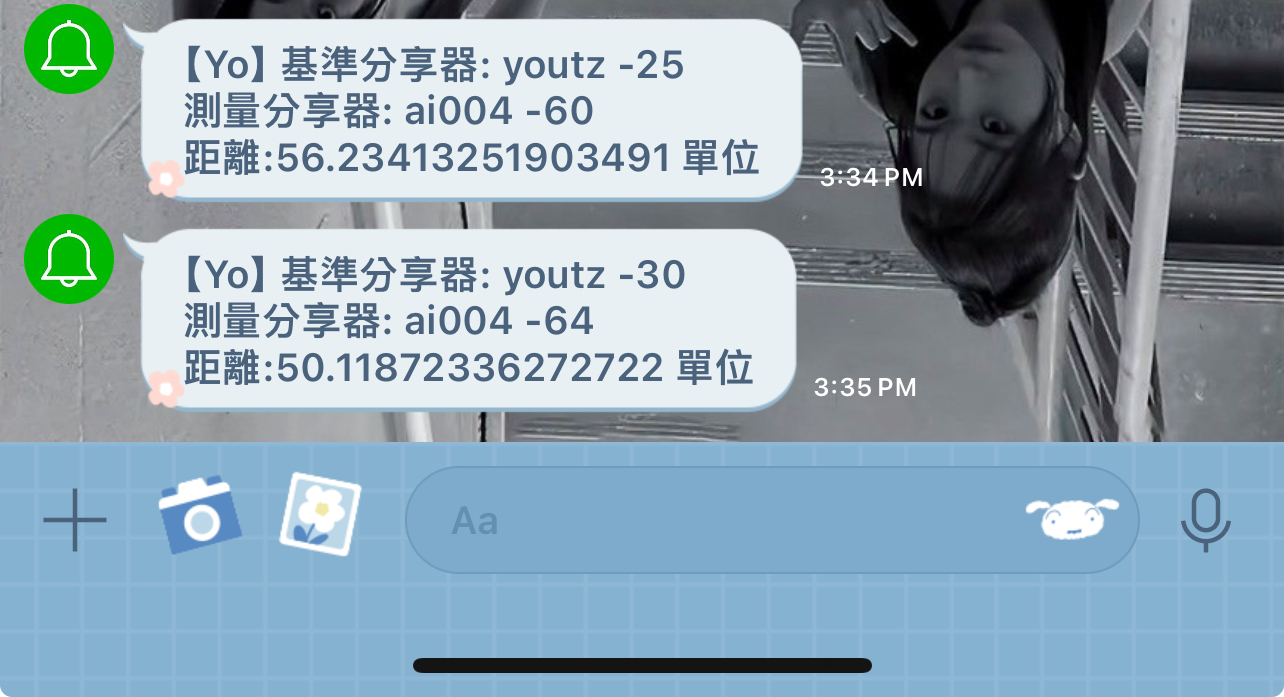 【Yo】基準分享器: youtz -25
測量分享器: ai004 -60
距離:56.23413251903491 單位
3:34 PM
【Yo】基準分享器: youtz -30
測量分享器: ai004 -64
距離:50.11872336272722 單位
3:35 PM
Aa